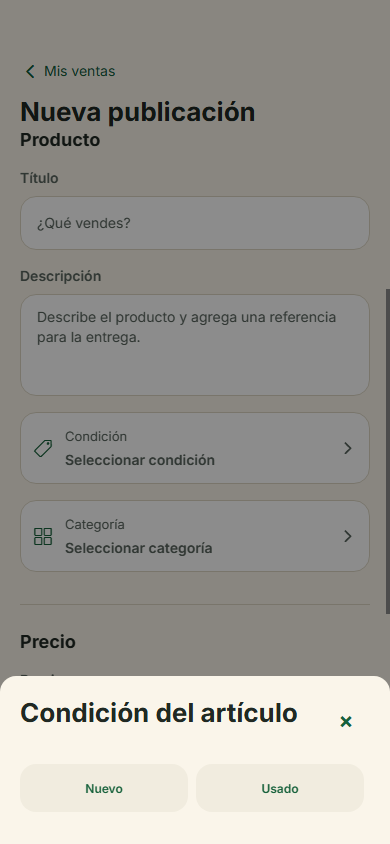 Mis ventas
Nueva publicación
Producto
Título
¿Qué vendes?
Descripción
Describe el producto y agrega una referencia
para la entrega.
Condición
Seleccionar condición
Categoría
Seleccionar categoría
Precio
Condición del artículo
Nuevo
Usado